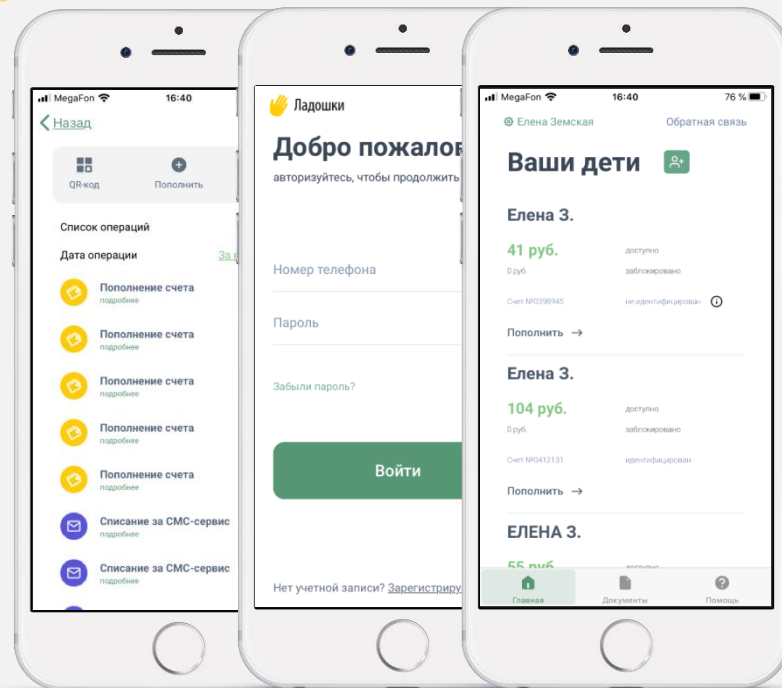 MegaFon 16:40
Назад
QR-код Пополнить
Список операций
Дата операции
Пополнение счета
подробнее
Пополнение счета
подробнее
Пополнение счета
подробнее
Пополнение счета
подробнее
Пополнение счета
подробнее
Списание за СМС-сервис
подробнее
Списание за СМС-сервис
подробнее
Ладошки
Добро пожалов
авторизуйтесь, чтобы продолжить
Номер телефона
Пароль
Забыли пароль?
Войти
Нет учетной записи? Зарегистриру
MegaFon 16:40 76 %
Елена Земская Обратная связь
Ваши дети
Елена З.
41 руб. доступно
0 руб. заблокировано
Счет №0398945 не идентифицирован
Пополнить →
Елена З.
104 руб. доступно
0 руб. заблокировано
Счет №0412131 идентифицирован
Пополнить →
ЕЛЕНА З.
55 руб. доступно
Главная Документы Помощь